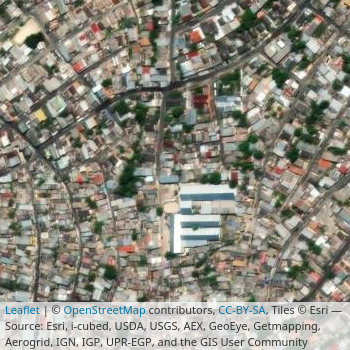 Leaflet | © OpenStreetMap contributors, CC-BY-SA, Tiles © Esri —
Source: Esri, i-cubed, USDA, USGS, AEX, GeoEye, Getmapping,
Aerogrid, IGN, IGP, UPR-EGP, and the GIS User Community